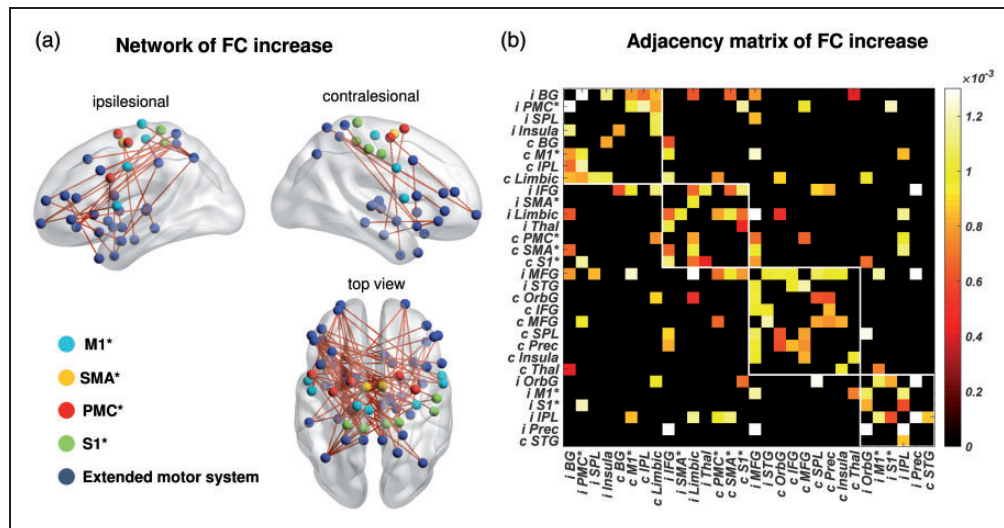 (a)
Network of FC increase
ipsilesional
contralesional
top view
M1*
SMA*
PMC*
S1*
Extended motor system
(b)
Adjacency matrix of FC increase
×10⁻³
i BG
i PMC*
i SPL
i Insula
c BG
c M1*
c IPL
c Limbic
i IFG
i SMA*
i Limbic
i Thal
c PMC*
c SMA*
c S1*
i MFG
i STG
c OrbG
c IFG
c MFG
c SPL
c Prec
c Insula
c Thal
i OrbG
i M1*
i S1*
i IPL
i Prec
c STG
1.2
1
0.8
0.6
0.4
0.2
0
i BG
i PMC*
i SPL
i Insula
c BG
c M1*
c IPL
c Limbic
i IFG
i SMA*
i Limbic
i Thal
c PMC*
c SMA*
c S1*
i MFG
i STG
c OrbG
c IFG
c MFG
c SPL
c Prec
c Insula
c Thal
i OrbG
i M1*
i S1*
i IPL
i Prec
c STG